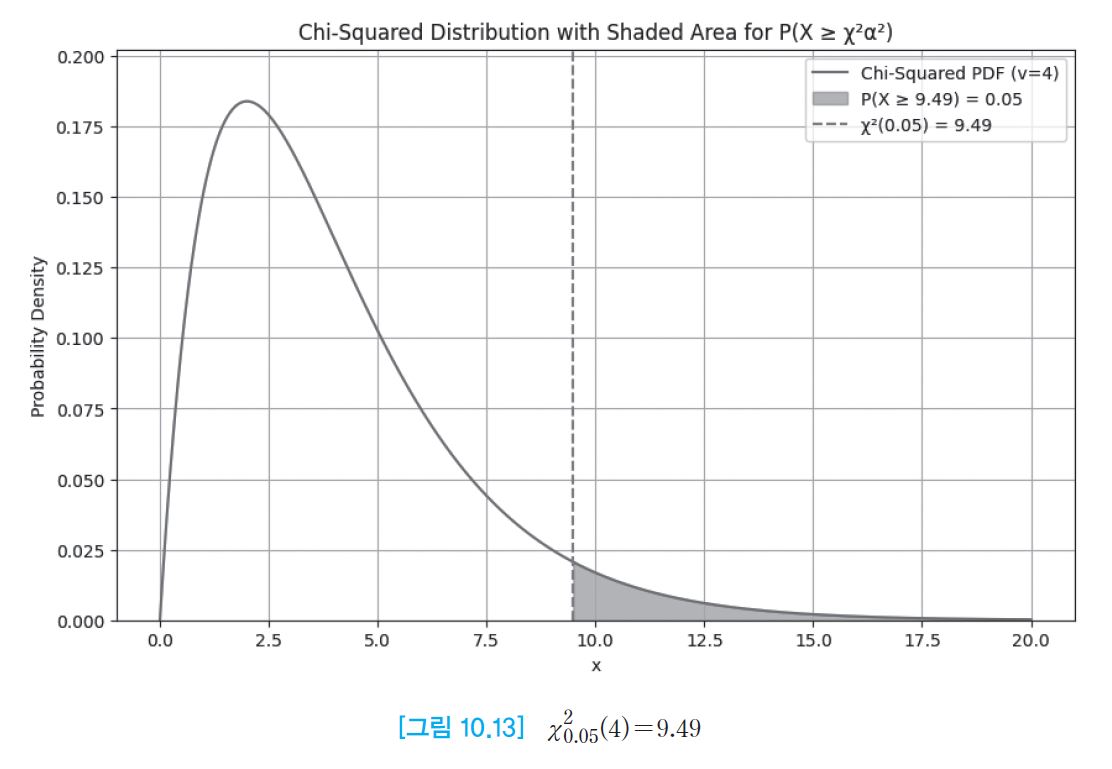 Chi-Squared Distribution with Shaded Area for P(X ≥ χ²α²)
0.200
0.175
0.150
0.125
0.100
0.075
0.050
0.025
0.000
Probability Density
Chi-Squared PDF (v=4)
P(X ≥ 9.49) = 0.05
χ²(0.05) = 9.49
0.0 2.5 5.0 7.5 10.0 12.5 15.0 17.5 20.0
x
[그림 10.13] χ²₀.₀₅(4)=9.49